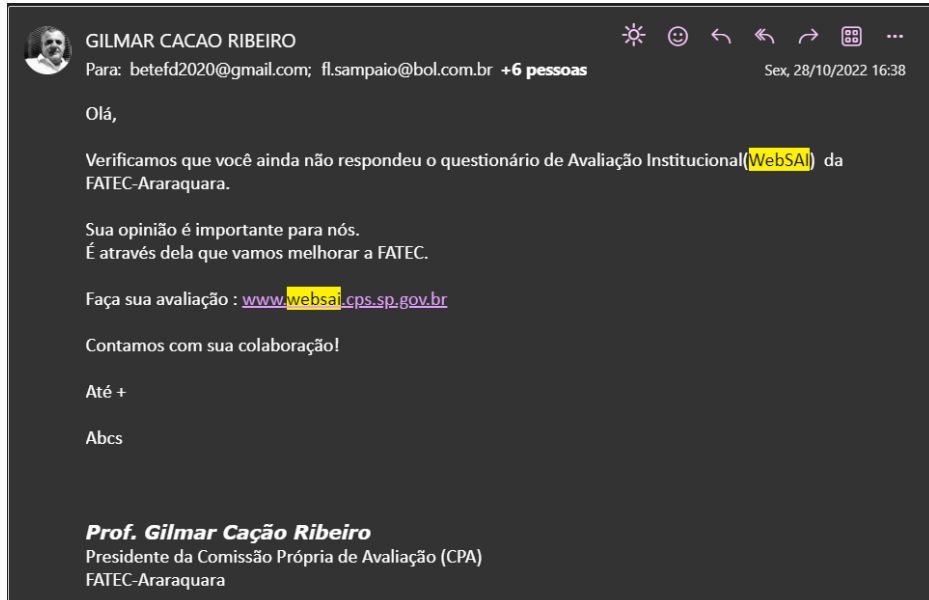 GILMAR CACAO RIBEIRO
Para: betefd2020@gmail.com; fl.sampaio@bol.com.br +6 pessoas
Sex, 28/10/2022 16:38
Olá,
Verificamos que você ainda não respondeu o questionário de Avaliação Institucional(WebSAI) da
FATEC-Araraquara.
Sua opinião é importante para nós.
É através dela que vamos melhorar a FATEC.
Faça sua avaliação : www.websai.cps.sp.gov.br
Contamos com sua colaboração!
Até +
Abcs
Prof. Gilmar Cação Ribeiro
Presidente da Comissão Própria de Avaliação (CPA)
FATEC-Araraquara